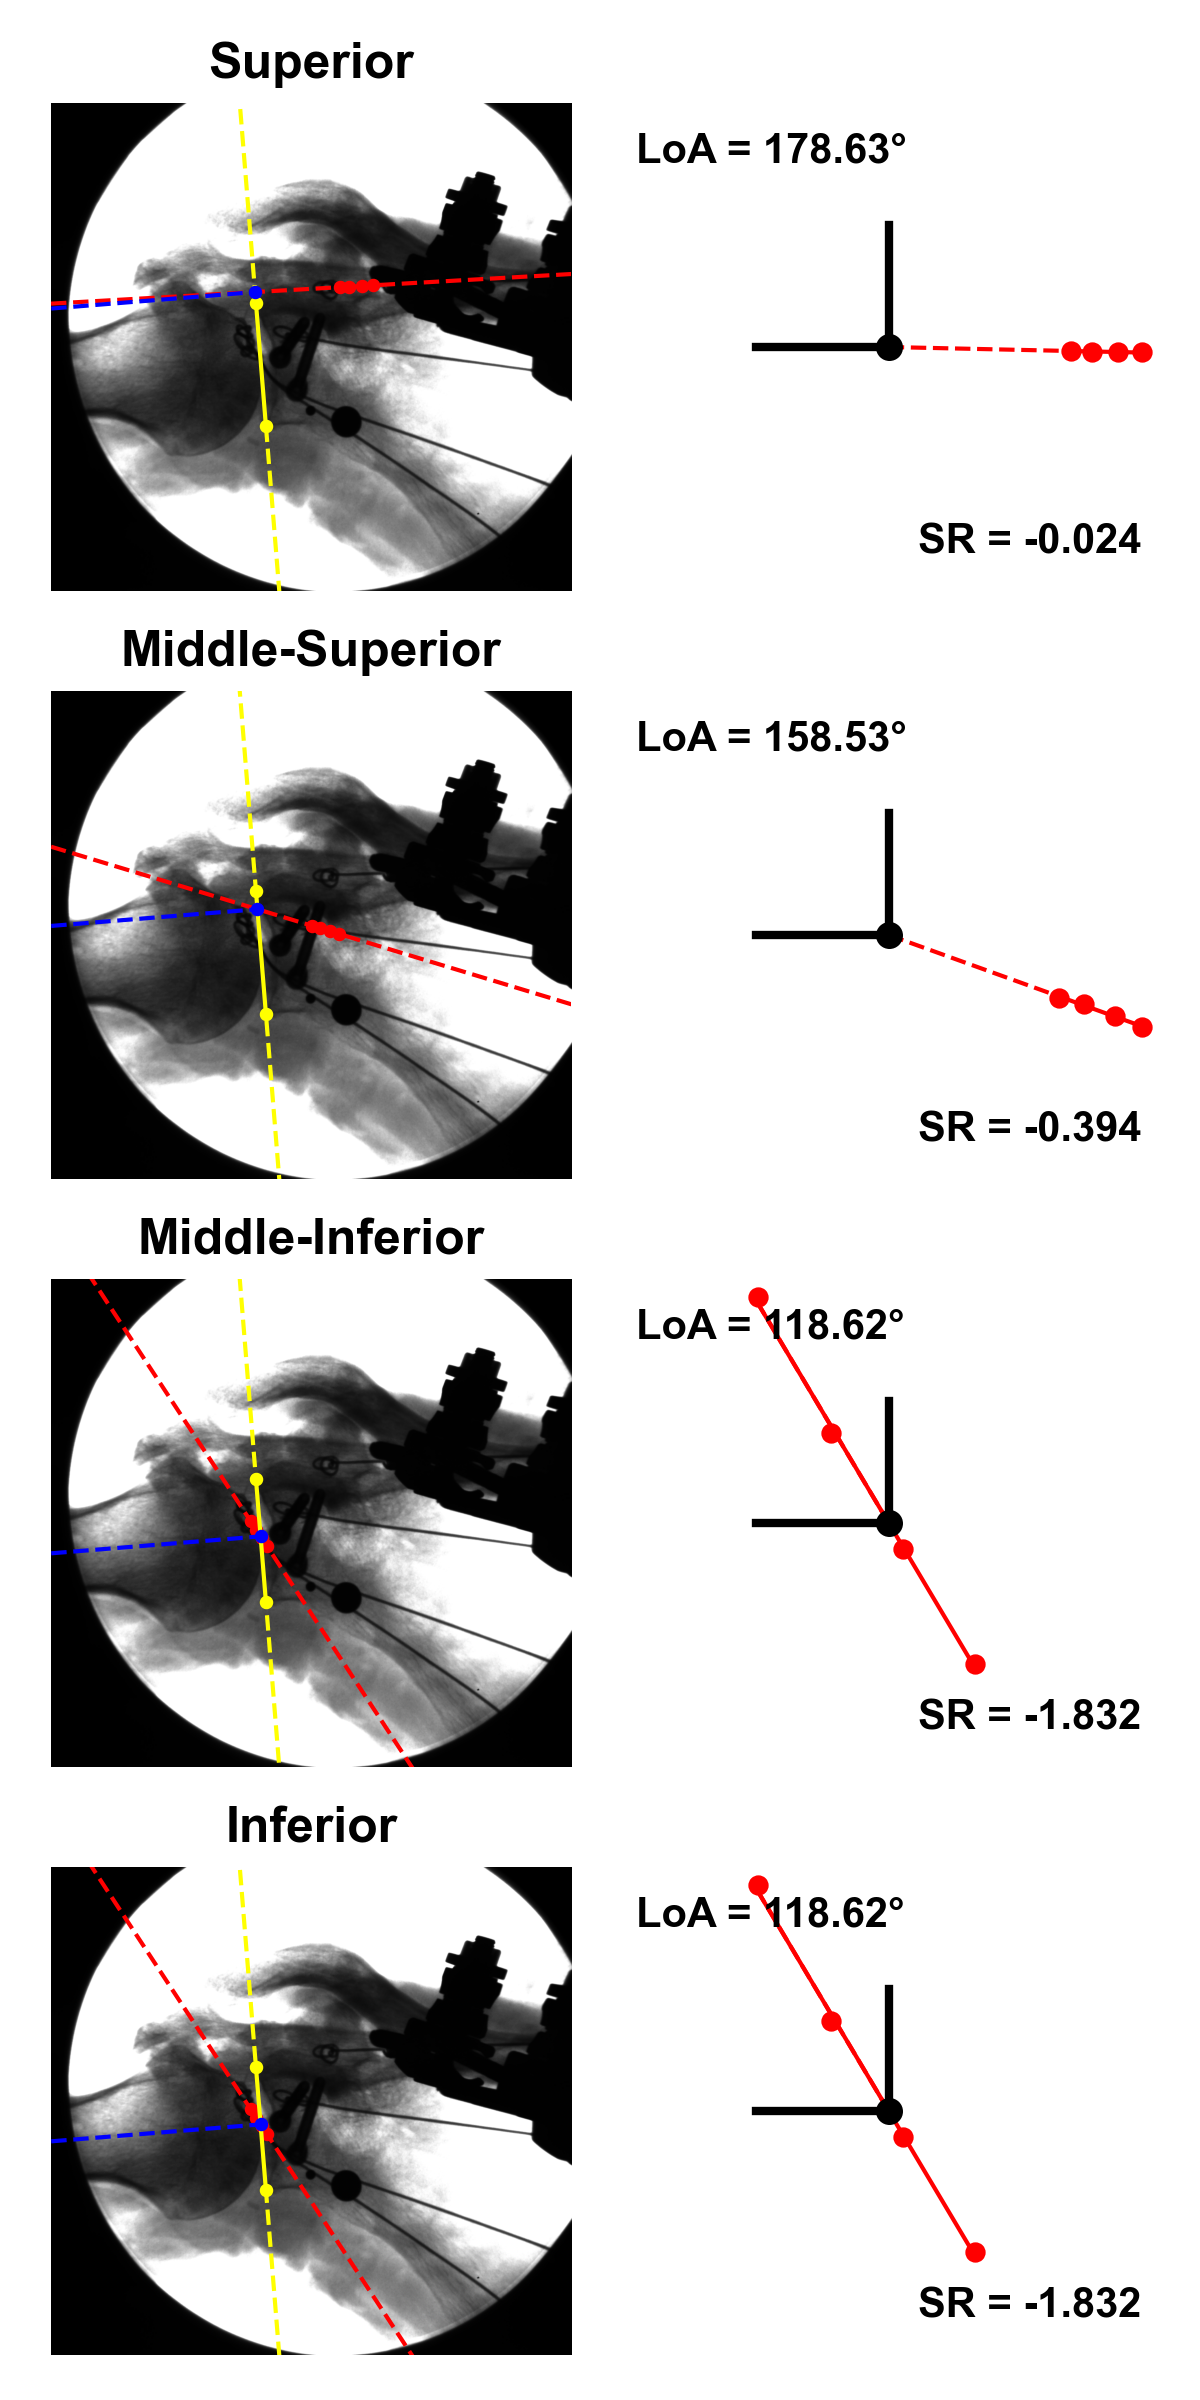 Superior
LoA = 178.63°
SR = -0.024
Middle-Superior
LoA = 158.53°
SR = -0.394
Middle-Inferior
LoA = 118.62°
SR = -1.832
Inferior
LoA = 118.62°
SR = -1.832